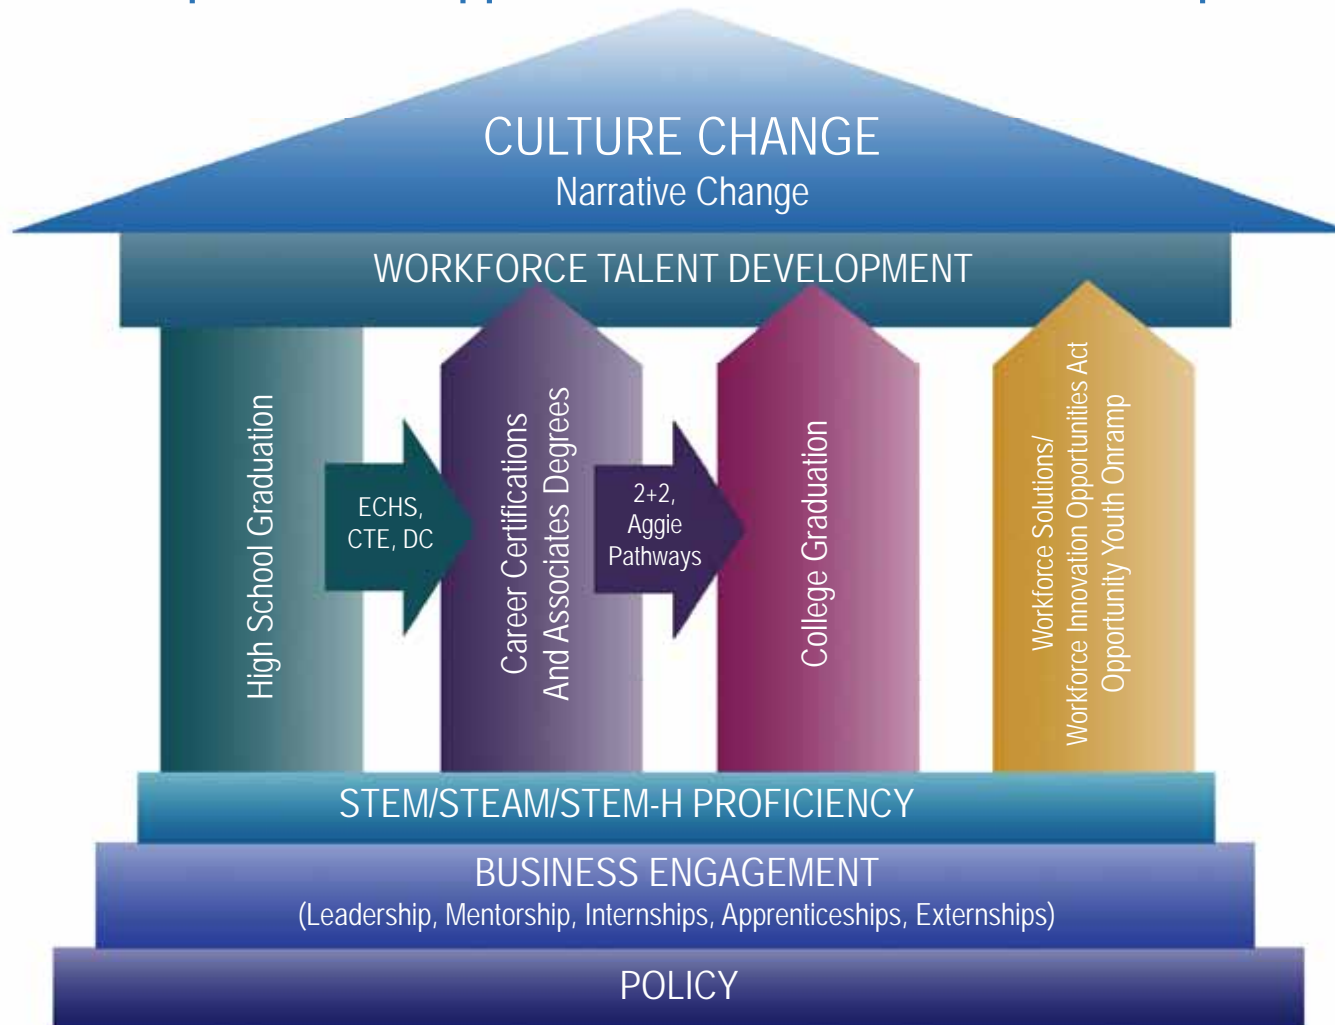 CULTURE CHANGE
Narrative Change
WORKFORCE TALENT DEVELOPMENT
High School Graduation
ECHS,
CTE, DC
Career Certifications
And Associates Degrees
2+2,
Aggie
Pathways
College Graduation
Workforce Solutions/
Workforce Innovation Opportunities Act
Opportunity Youth Onramp
STEM/STEAM/STEM-H PROFICIENCY
BUSINESS ENGAGEMENT
(Leadership, Mentorship, Internships, Apprenticeships, Externships)
POLICY